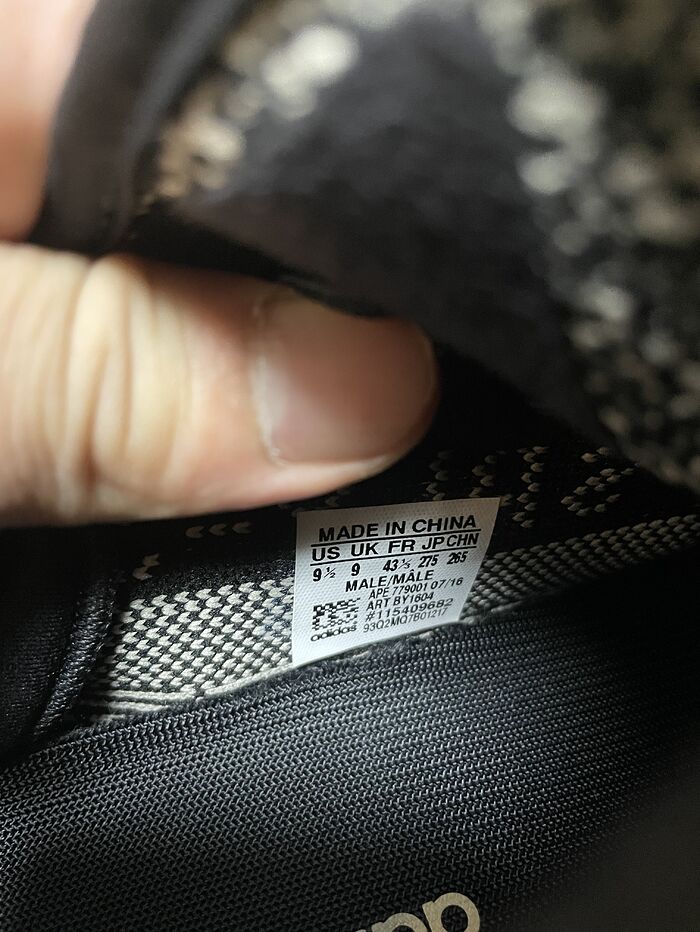 MADE IN CHINA
US UK FR JP CHN
9½ 9 43⅓ 275 265
MALE/MÂLE
APE 779001 07/16
ART BY1604
#115409682
adidas 93Q2MQ7B01217